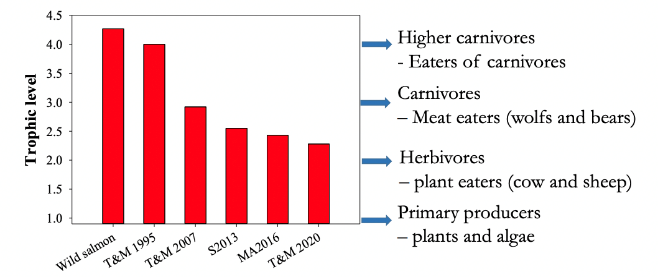 Trophic level
4.5
4.0
3.5
3.0
2.5
2.0
1.5
1.0
Wild salmon
T&M 1995
T&M 2007
S2013
MA2016
T&M 2020
Higher carnivores
- Eaters of carnivores
Carnivores
– Meat eaters (wolfs and bears)
Herbivores
– plant eaters (cow and sheep)
Primary producers
– plants and algae